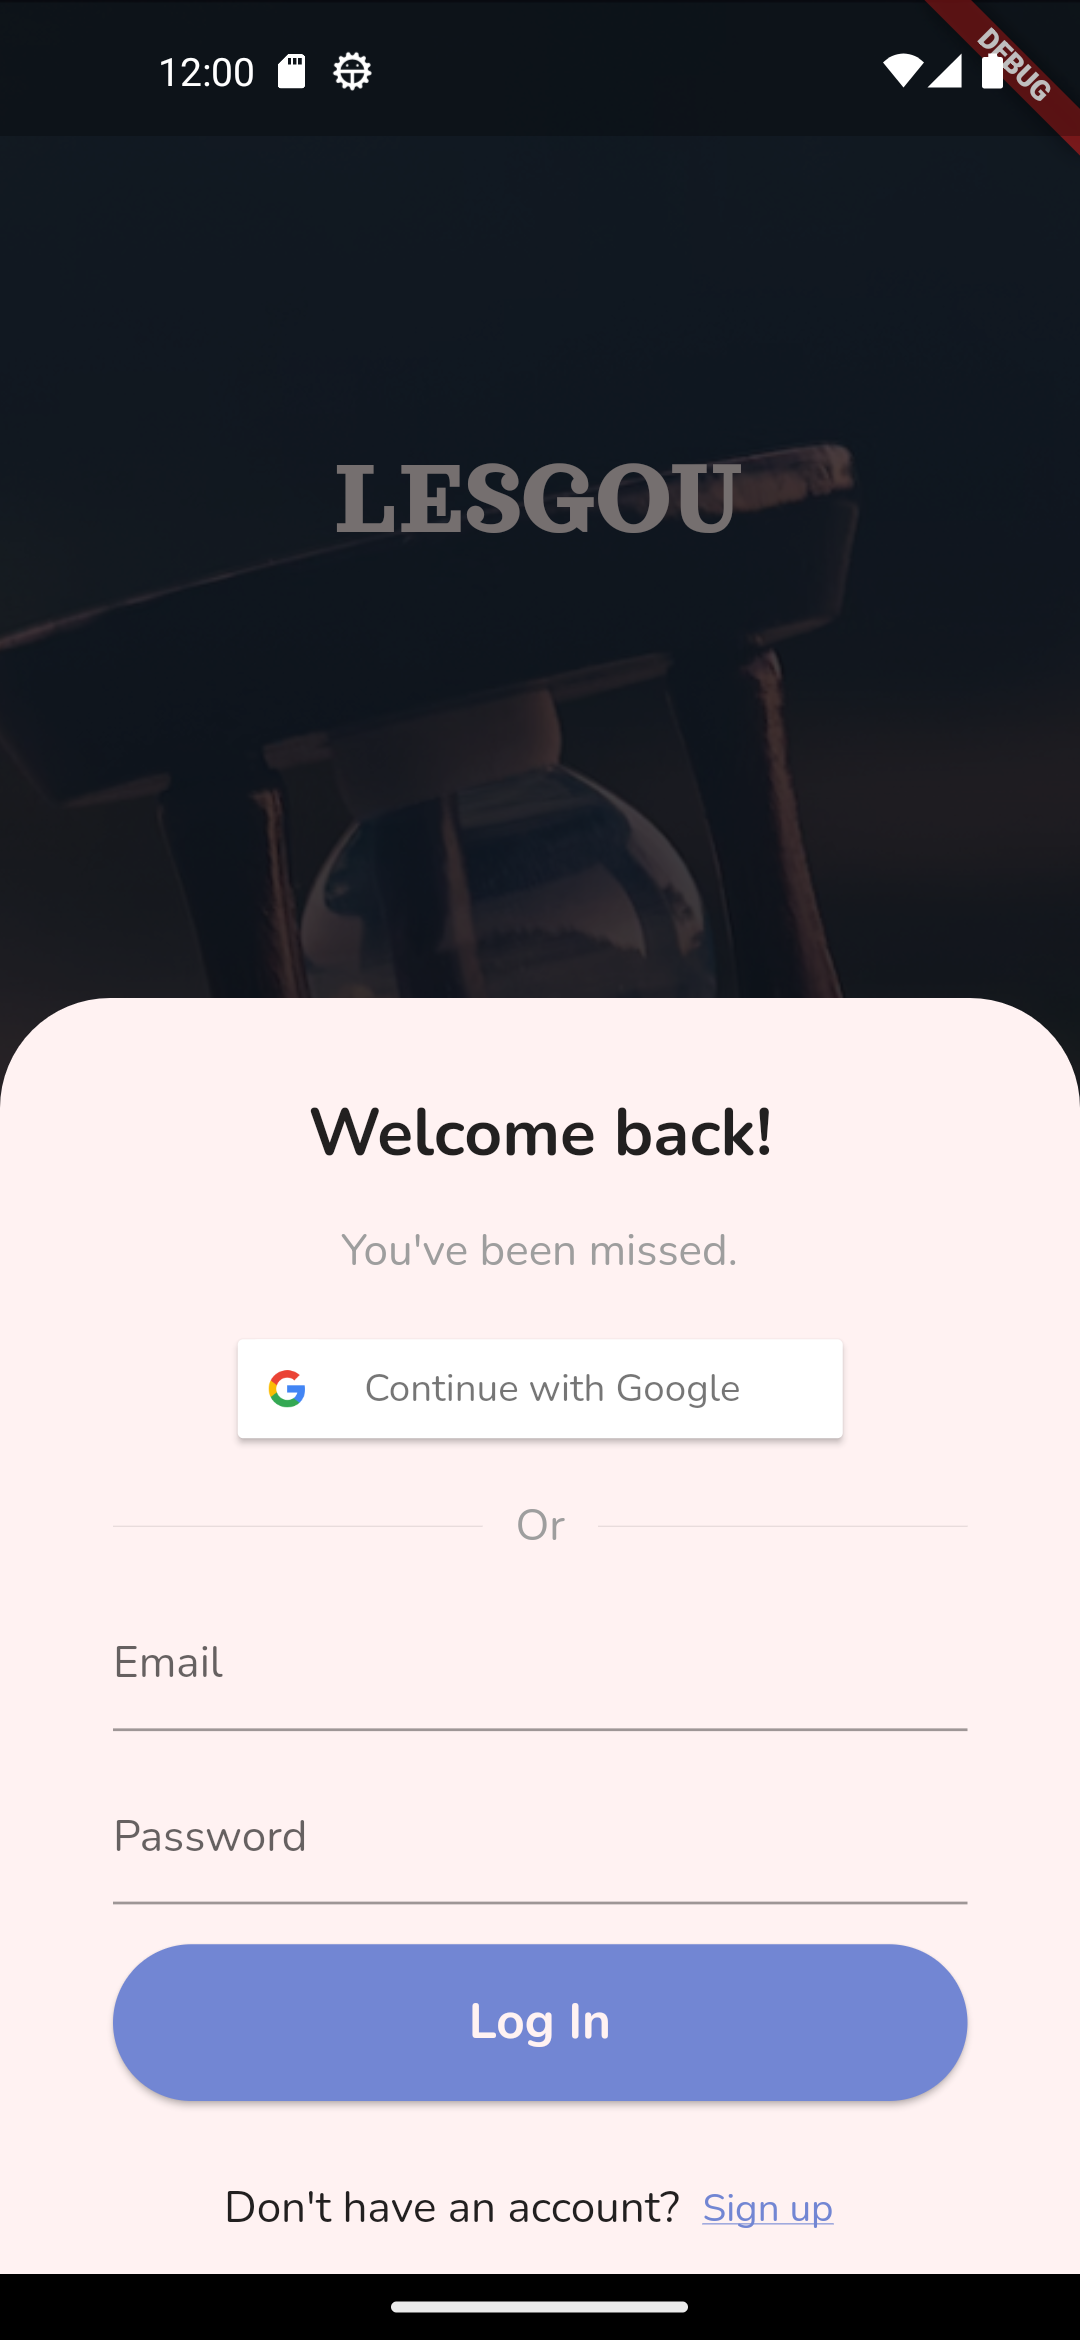 12:00
DEBUG
LESGOU
Welcome back!
You've been missed.
Continue with Google
Or
Email
Password
Log In
Don't have an account? Sign up